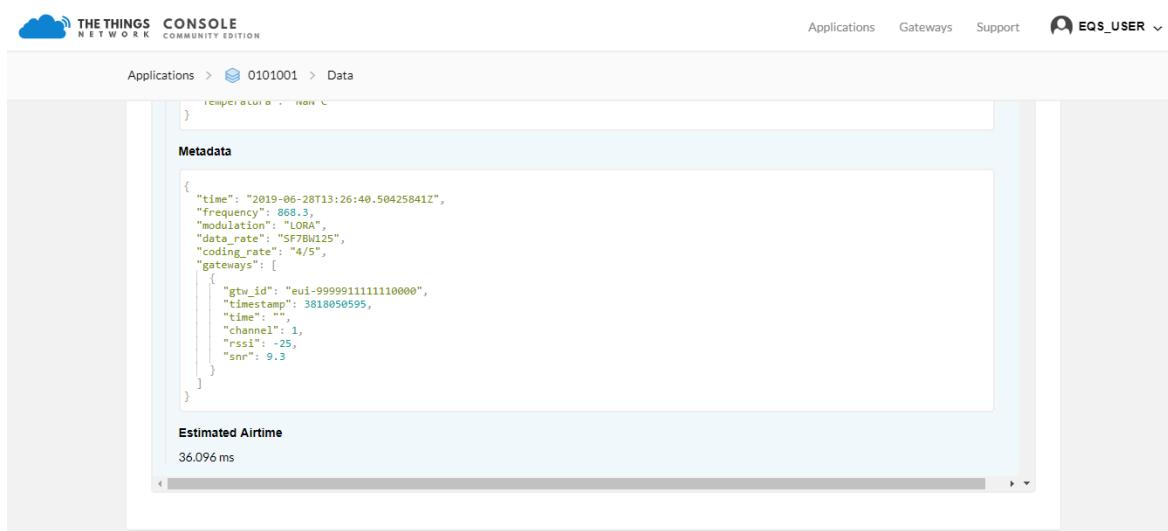 THE THINGS CONSOLE
NETWORK COMMUNITY EDITION
Applications Gateways Support EQS_USER
Applications > 0101001 > Data
"Temperatura": "NaN°C"
}
Metadata
{
"time": "2019-06-28T13:26:40.50425841Z",
"frequency": 868.3,
"modulation": "LORA",
"data_rate": "SF7BW125",
"coding_rate": "4/5",
"gateways": [
{
"gtw_id": "eui-9999911111110000",
"timestamp": 3818050595,
"time": "",
"channel": 1,
"rssi": -25,
"snr": 9.3
}
]
}
Estimated Airtime
36.096 ms